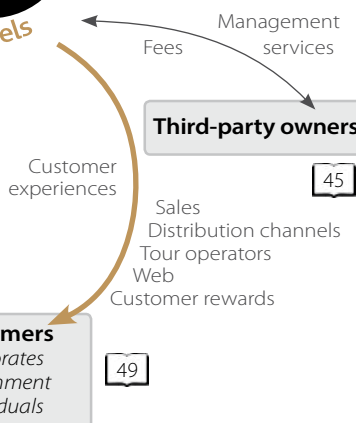 els
Management
Fees services
Third-party owners
45
Customer
experiences
Sales
Distribution channels
Tour operators
Web
Customer rewards
mers
rates
nment
duals
49